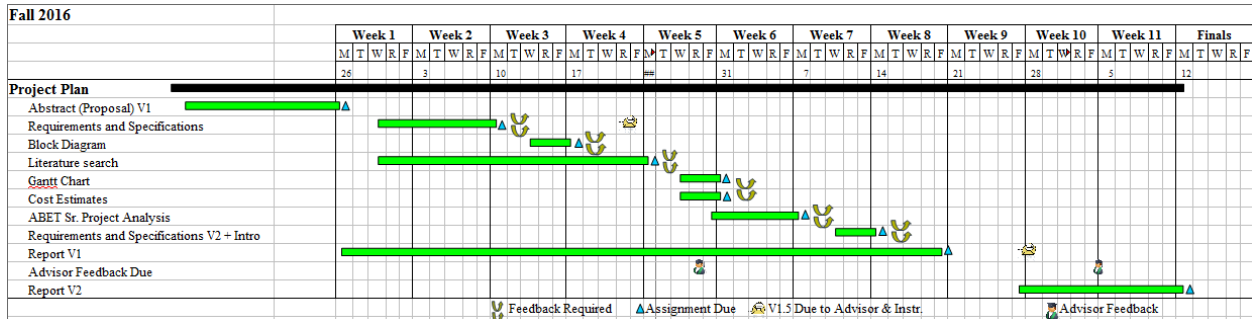 Fall 2016
Week 1 Week 2 Week 3 Week 4 Week 5 Week 6 Week 7 Week 8 Week 9 Week 10 Week 11 Finals
M T W R F M T W R F M T W R F M T W R F M T W R F M T W R F M T W R F M T W R F M T W R F M T W R F M T W R F M T W R F
26 3 10 17 ## 31 7 14 21 28 5 12
Project Plan
Abstract (Proposal) V1
Requirements and Specifications
Block Diagram
Literature search
Gantt Chart
Cost Estimates
ABET Sr. Project Analysis
Requirements and Specifications V2 + Intro
Report V1
Advisor Feedback Due
Report V2
Feedback Required Assignment Due V1.5 Due to Advisor & Instr. Advisor Feedback